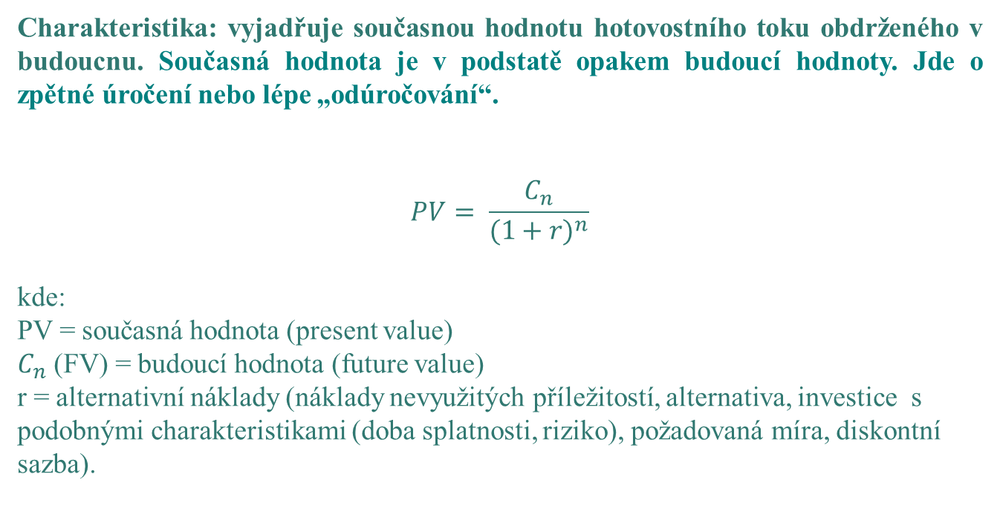 Charakteristika: vyjadřuje současnou hodnotu hotovostního toku obdrženého v
budoucnu. Současná hodnota je v podstatě opakem budoucí hodnoty. Jde o
zpětné úročení nebo lépe „odúročování“.
PV = C_n / (1 + r)^n
kde:
PV = současná hodnota (present value)
C_n (FV) = budoucí hodnota (future value)
r = alternativní náklady (náklady nevyužitých příležitostí, alternativa, investice s
podobnými charakteristikami (doba splatnosti, riziko), požadovaná míra, diskontní
sazba).